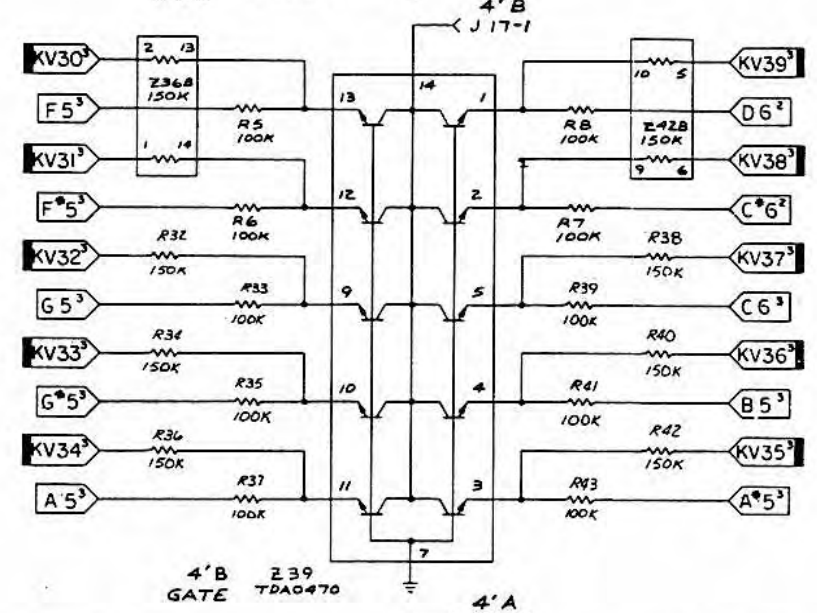 4'B
J17-1
KV30³ 2 13 10 5 KV39³
Z36B
150K
14
F5³ R5 13 1 R8 Z42B D6²
100K 100K 150K
KV31³ 1 14 9 6 KV38³
F#5³ R6 12 2 R7 C#6²
100K 100K
KV32³ R32 R38 KV37³
150K 150K
G5³ R33 9 5 R39 C6³
100K 100K
KV33³ R34 R40 KV36³
150K 150K
G#5³ R35 10 4 R41 B5³
100K 100K
KV34³ R36 R42 KV35³
150K 150K
A5³ R37 11 3 R43 A#5³
100K 100K
7
4'B Z39
GATE TDA0470
4'A